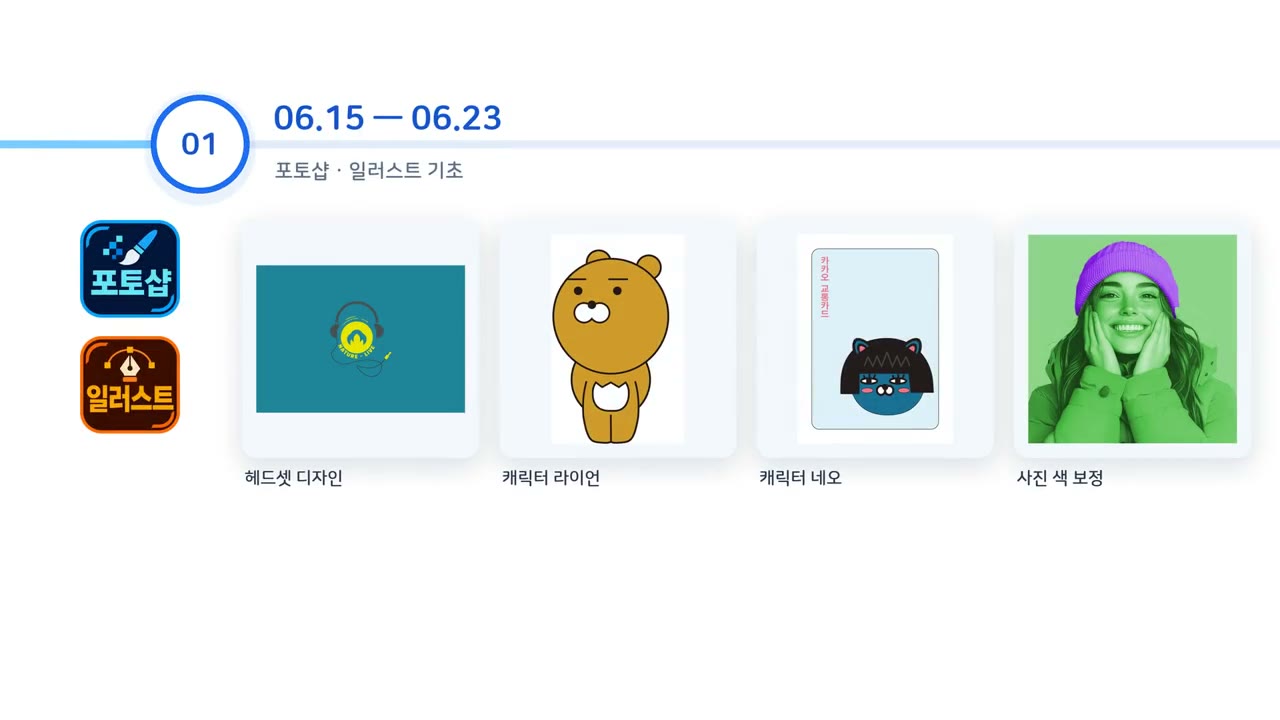 01
06.15 — 06.23
포토샵 · 일러스트 기초
포토샵
일러스트
NATURE LIVE
카카오 교통카드
헤드셋 디자인
캐릭터 라이언
캐릭터 네오
사진 색 보정